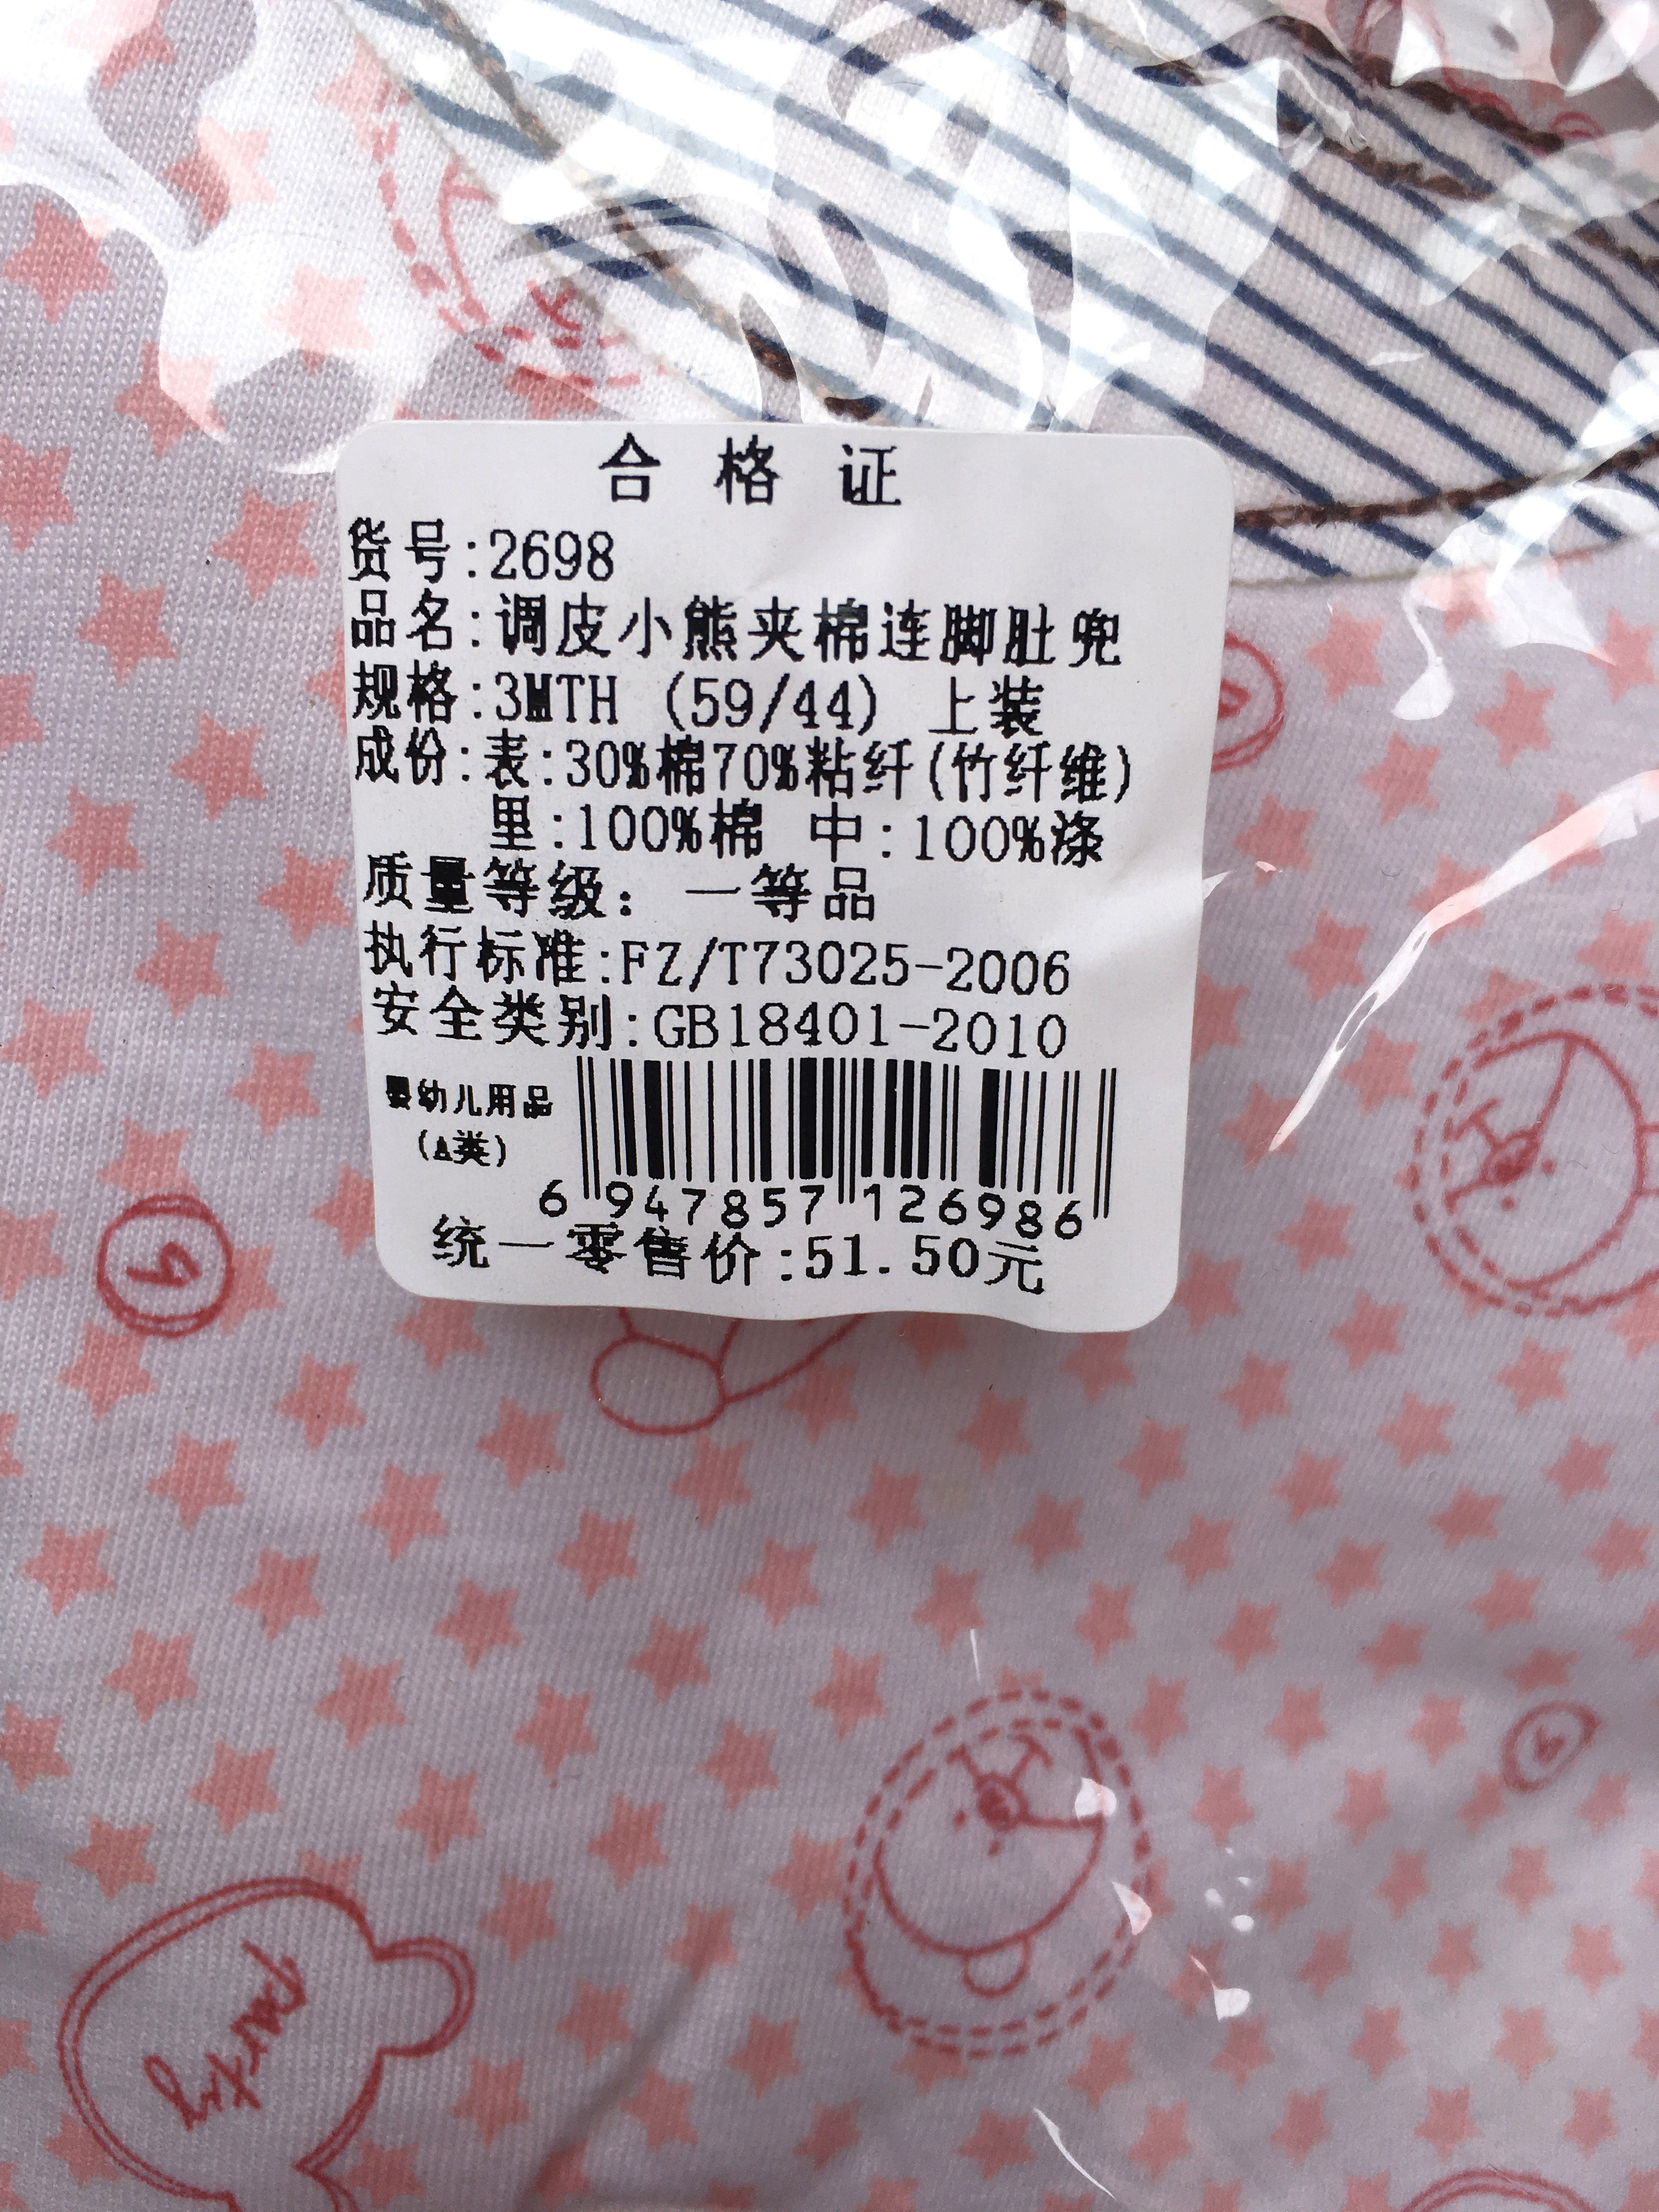 合格证
货号:2698
品名:调皮小熊夹棉连脚肚兜
规格:3MTH (59/44) 上装
成份:表:30%棉70%粘纤(竹纤维)
里:100%棉 中:100%涤
质量等级: 一等品
执行标准:FZ/T73025-2006
安全类别:GB18401-2010
婴幼儿用品
(A类)
6 947857 126986
统一零售价:51.50元
9
9
party